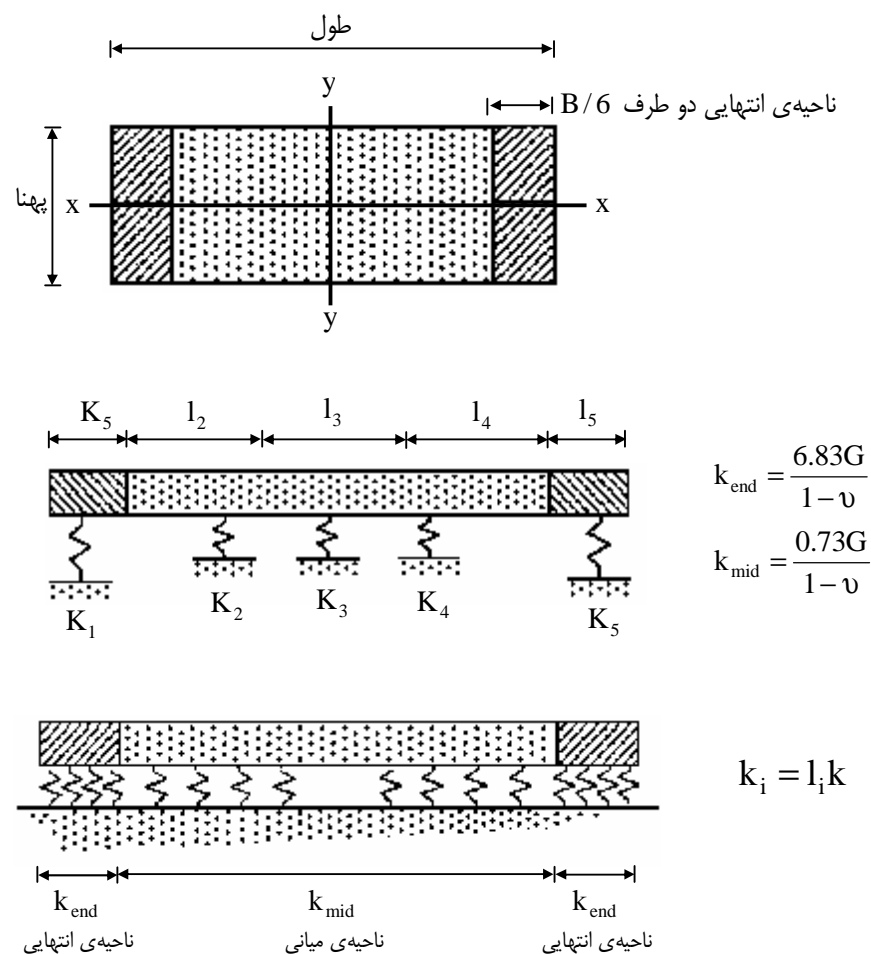 طول
y
ناحیه‌ی انتهایی دو طرف B/6
پهنا
x x
y
K₅ l₂ l₃ l₄ l₅
k_end = 6.83G / 1−υ
k_mid = 0.73G / 1−υ
K₁ K₂ K₃ K₄ K₅
k_i = l_i k
k_end k_mid k_end
ناحیه‌ی انتهایی ناحیه‌ی میانی ناحیه‌ی انتهایی